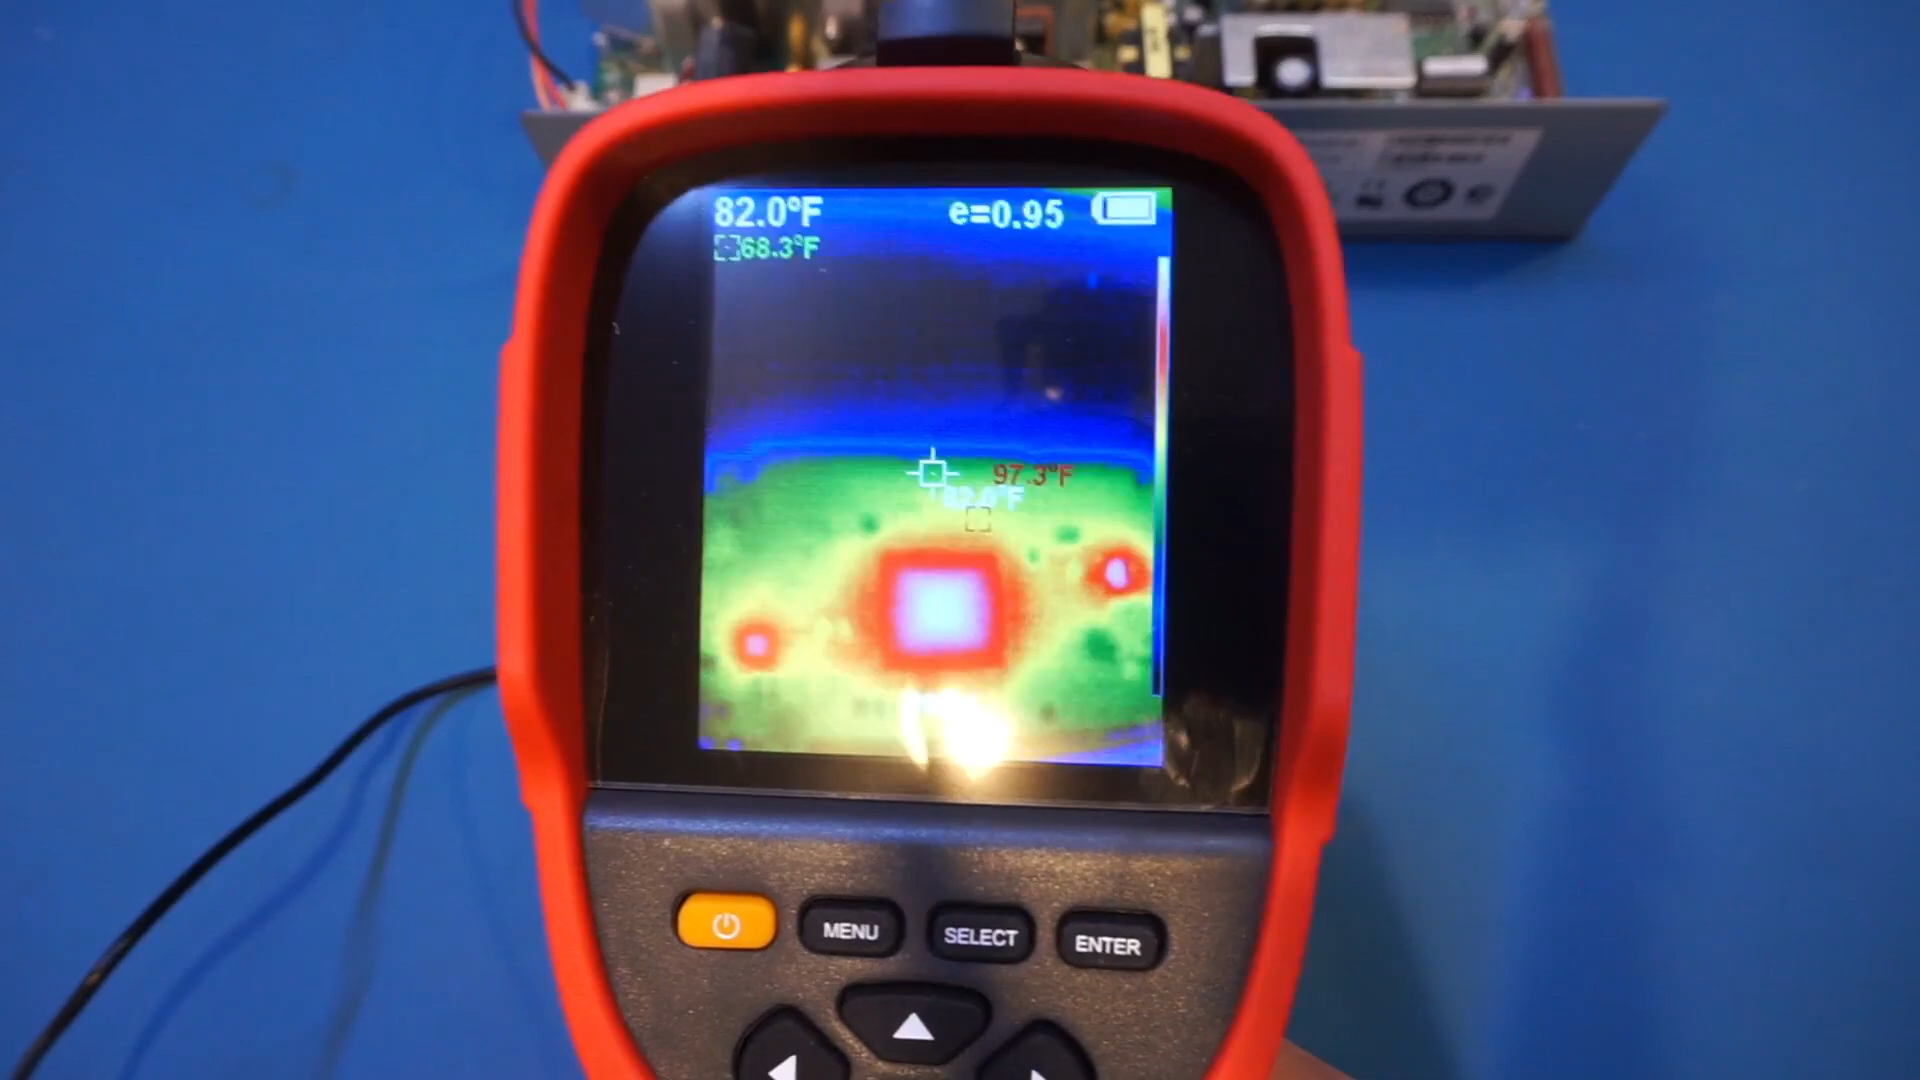 82.0°F e=0.95
68.3°F
97.3°F
82.0°F
MENU SELECT ENTER